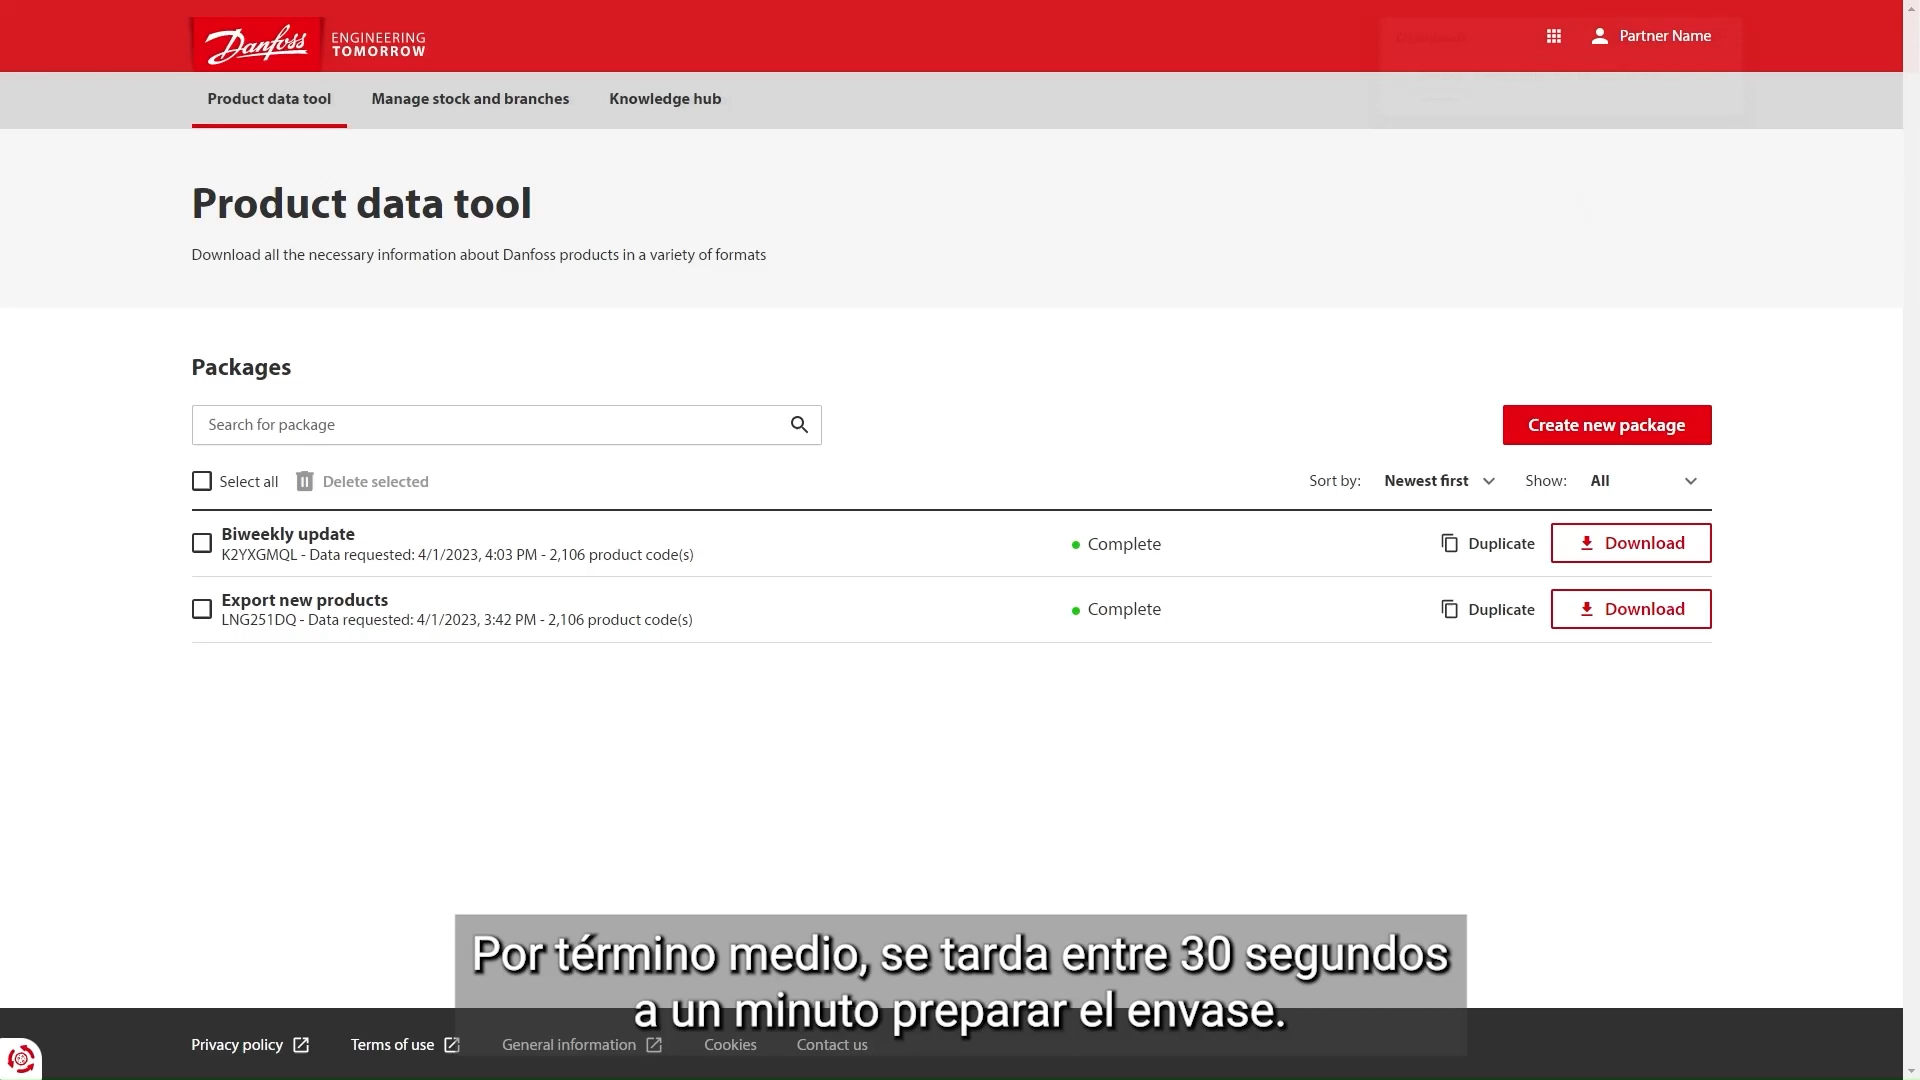 Danfoss
ENGINEERING
TOMORROW
Partner Name
Product data tool
Manage stock and branches
Knowledge hub
Product data tool
Download all the necessary information about Danfoss products in a variety of formats
Packages
Search for package
Create new package
Select all
Delete selected
Sort by:
Newest first
Show:
All
Biweekly update
K2YXGMQL - Data requested: 4/1/2023, 4:03 PM - 2,106 product code(s)
Complete
Duplicate
Download
Export new products
LNG251DQ - Data requested: 4/1/2023, 3:42 PM - 2,106 product code(s)
Complete
Duplicate
Download
Por término medio, se tarda entre 30 segundos
a un minuto preparar el envase.
Privacy policy
Terms of use
General information
Cookies
Contact us